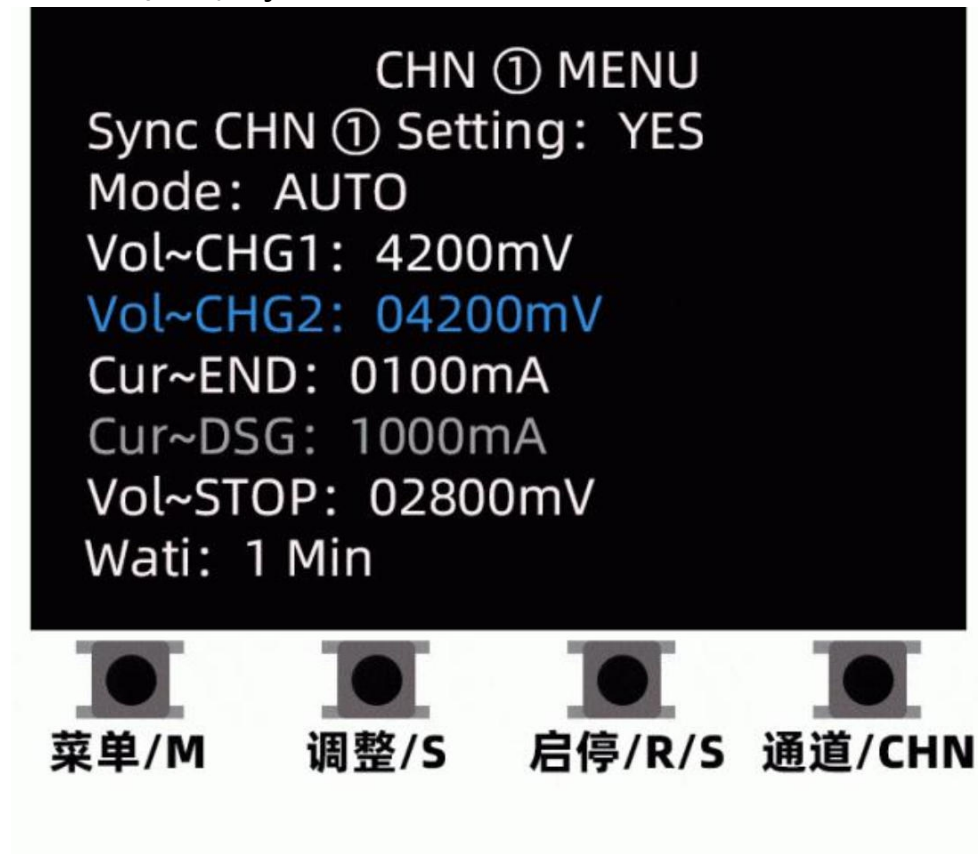 CHN ① MENU
Sync CHN ① Setting: YES
Mode: AUTO
Vol~CHG1: 4200mV
Vol~CHG2: 04200mV
Cur~END: 0100mA
Cur~DSG: 1000mA
Vol~STOP: 02800mV
Wati: 1 Min
菜单/M 调整/S 启停/R/S 通道/CHN